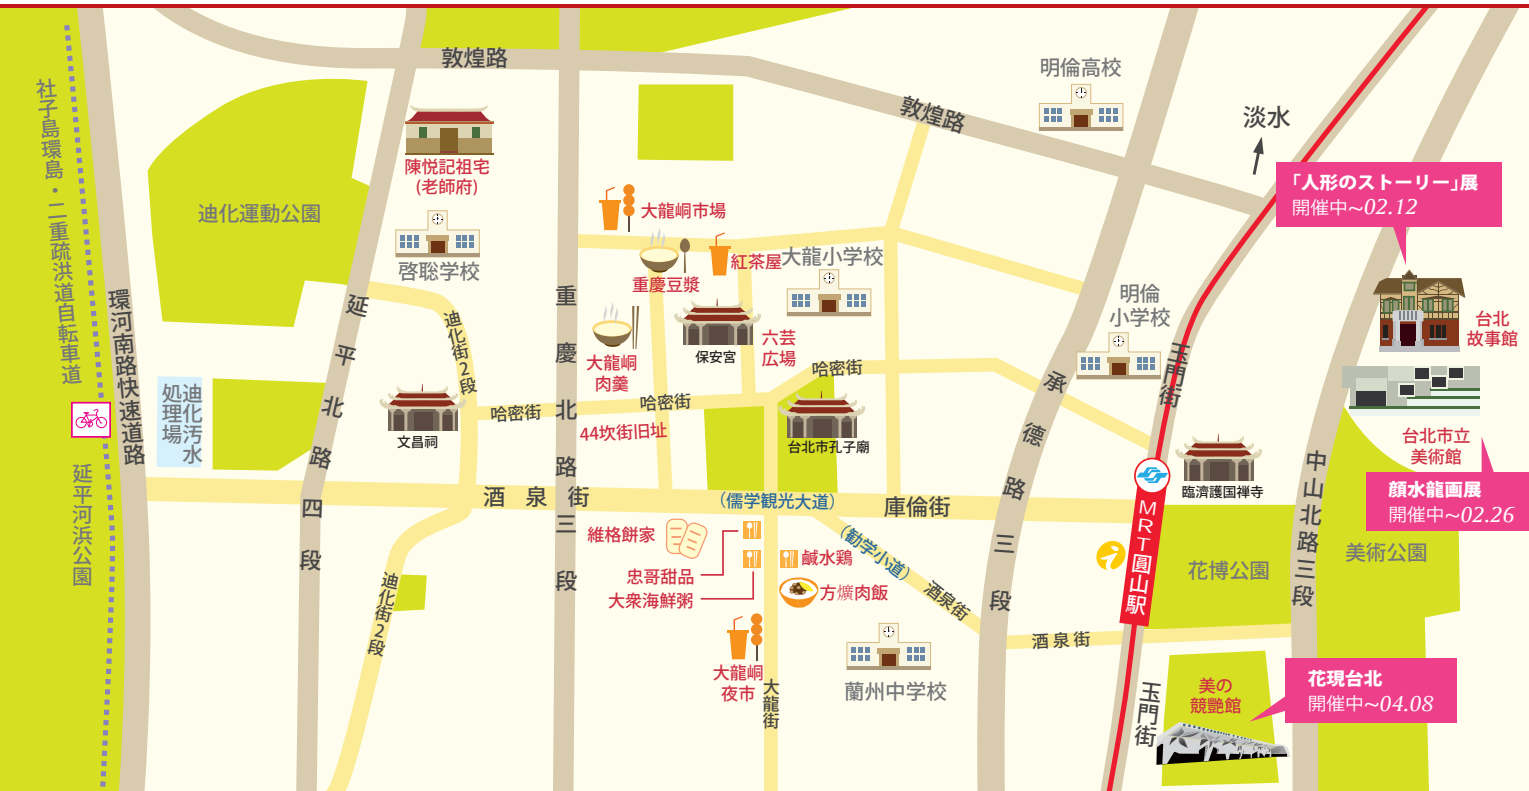 敦煌路
敦煌路
明倫高校
淡水
「人形のストーリー」展
開催中~02.12
社子島環島・二重疏洪道自転車道
陳悦記祖宅
(老師府)
迪化運動公園
啓聡学校
大龍峒市場
紅茶屋
大龍小学校
重慶豆漿
環河南路快速道路
延平北路四段
迪化街2段
重慶北路三段
大龍峒
肉羹
保安宮
六芸
広場
明倫
小学校
玉門街
台北
故事館
哈密街
承徳路三段
迪化汚水
処理場
文昌祠
哈密街
哈密街
44坎街旧址
台北市孔子廟
台北市立
美術館
臨済護国禅寺
中山北路三段
延平河浜公園
酒泉街
(儒学観光大道)
庫倫街
顔水龍画展
開催中~02.26
維格餅家
忠哥甜品
大衆海鮮粥
鹹水鶏
方爌肉飯
(勧学小道)
酒泉街
MRT圓山駅
花博公園
美術公園
迪化街2段
酒泉街
大龍峒
夜市
大龍街
蘭州中学校
玉門街
美の
競艶館
花現台北
開催中~04.08